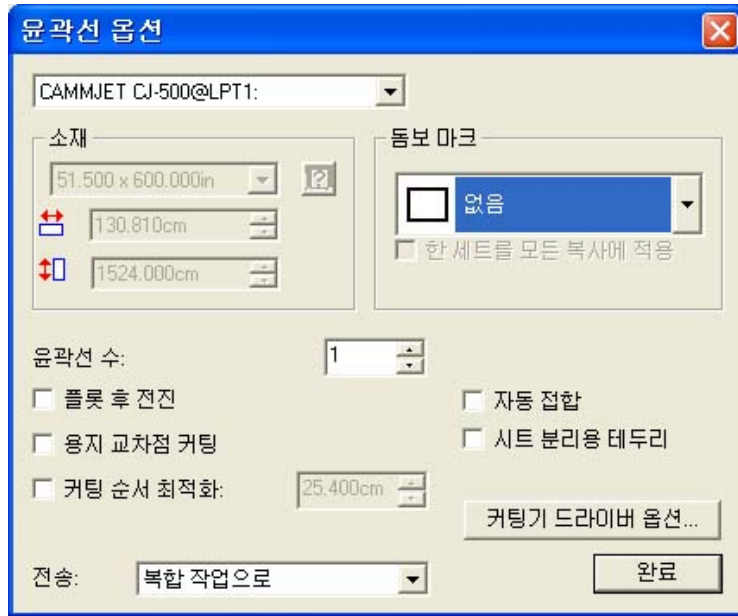 윤곽선 옵션
CAMMJET CJ-500@LPT1:
소재
돔보 마크
51.500 x 600.000in
없음
130.810cm
한 세트를 모든 복사에 적용
1524.000cm
윤곽선 수:
1
플롯 후 전진
자동 접합
용지 교차점 커팅
시트 분리용 테두리
커팅 순서 최적화:
25.400cm
커팅기 드라이버 옵션...
전송:
복합 작업으로
완료